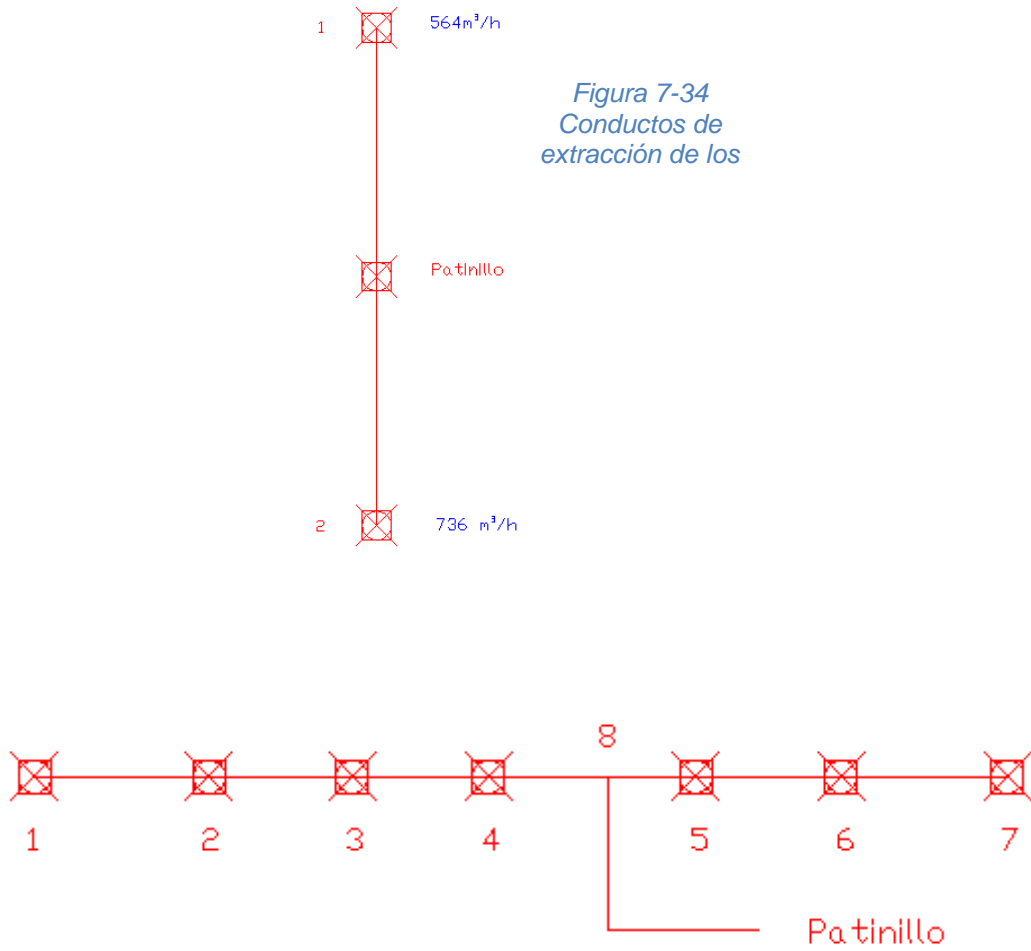 1
564m³/h
Figura 7-34
Conductos de
extracción de los
Patinillo
2
736 m³/h
8
1 2 3 4 5 6 7
Patinillo